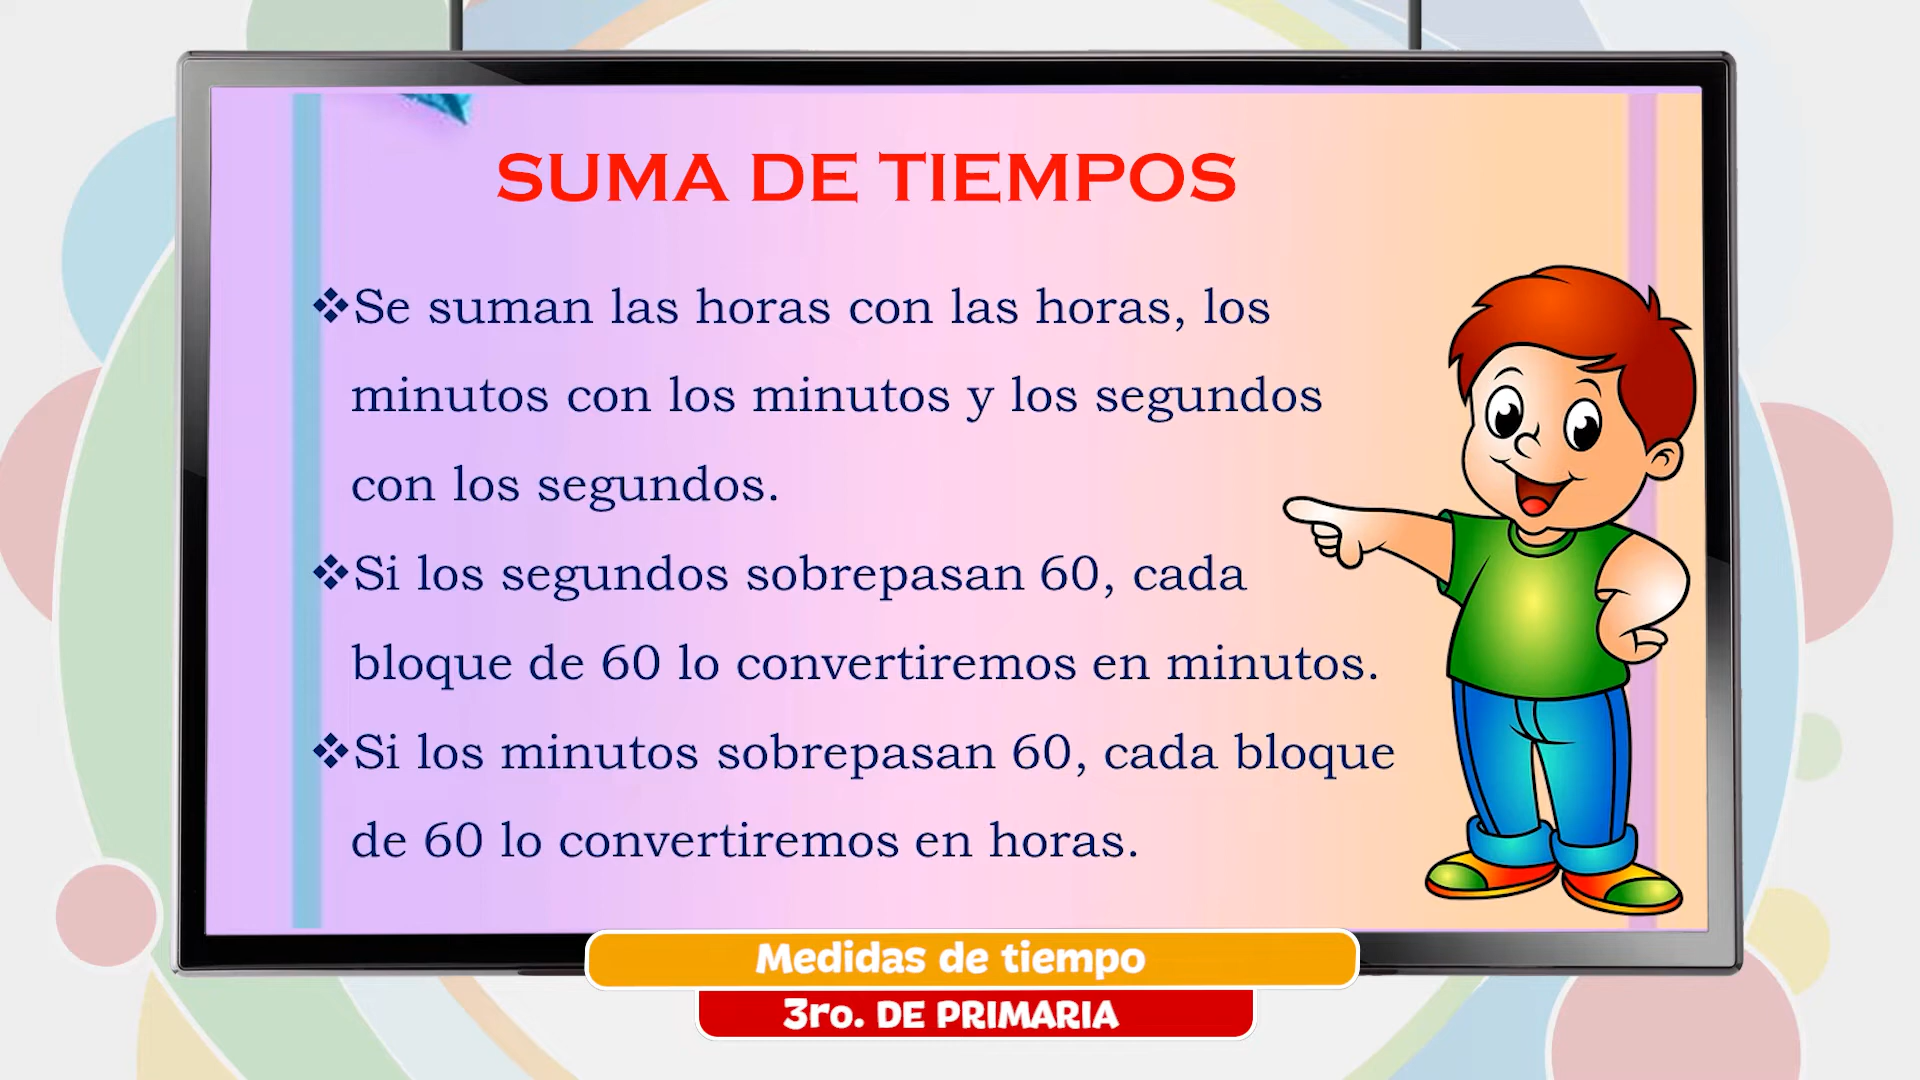 SUMA DE TIEMPOS
❖Se suman las horas con las horas, los
minutos con los minutos y los segundos
con los segundos.
❖Si los segundos sobrepasan 60, cada
bloque de 60 lo convertiremos en minutos.
❖Si los minutos sobrepasan 60, cada bloque
de 60 lo convertiremos en horas.
Medidas de tiempo
3ro. DE PRIMARIA